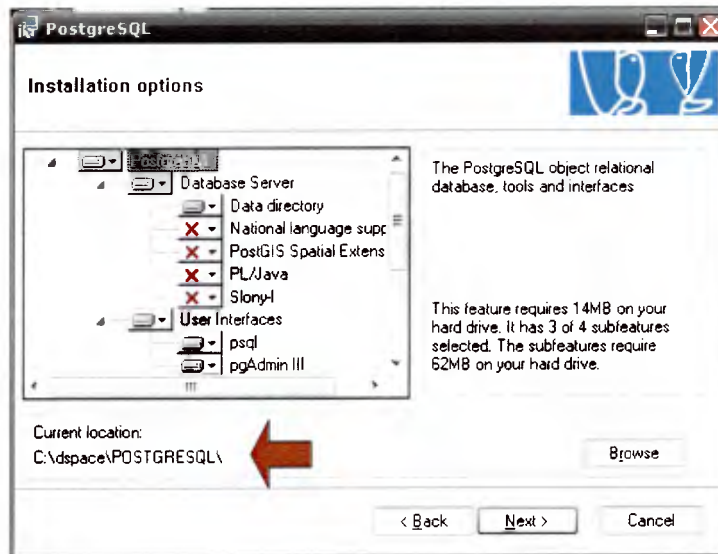 PostgreSQL
Installation options
PostgreSQL
Database Server
Data directory
National language supp
PostGIS Spatial Extens
PL/Java
Slony-I
User Interfaces
psql
pgAdmin III
The PostgreSQL object relational
database, tools and interfaces
This feature requires 14MB on your
hard drive. It has 3 of 4 subfeatures
selected. The subfeatures require
62MB on your hard drive.
Current location:
C:\dspace\POSTGRESQL\
Browse
< Back
Next >
Cancel